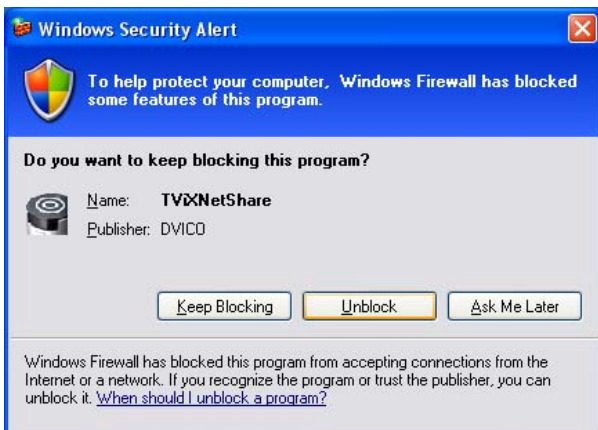 Windows Security Alert
To help protect your computer, Windows Firewall has blocked
some features of this program.
Do you want to keep blocking this program?
Name: TViXNetShare
Publisher: DVICO
Keep Blocking Unblock Ask Me Later
Windows Firewall has blocked this program from accepting connections from the
Internet or a network. If you recognize the program or trust the publisher, you can
unblock it. When should I unblock a program?